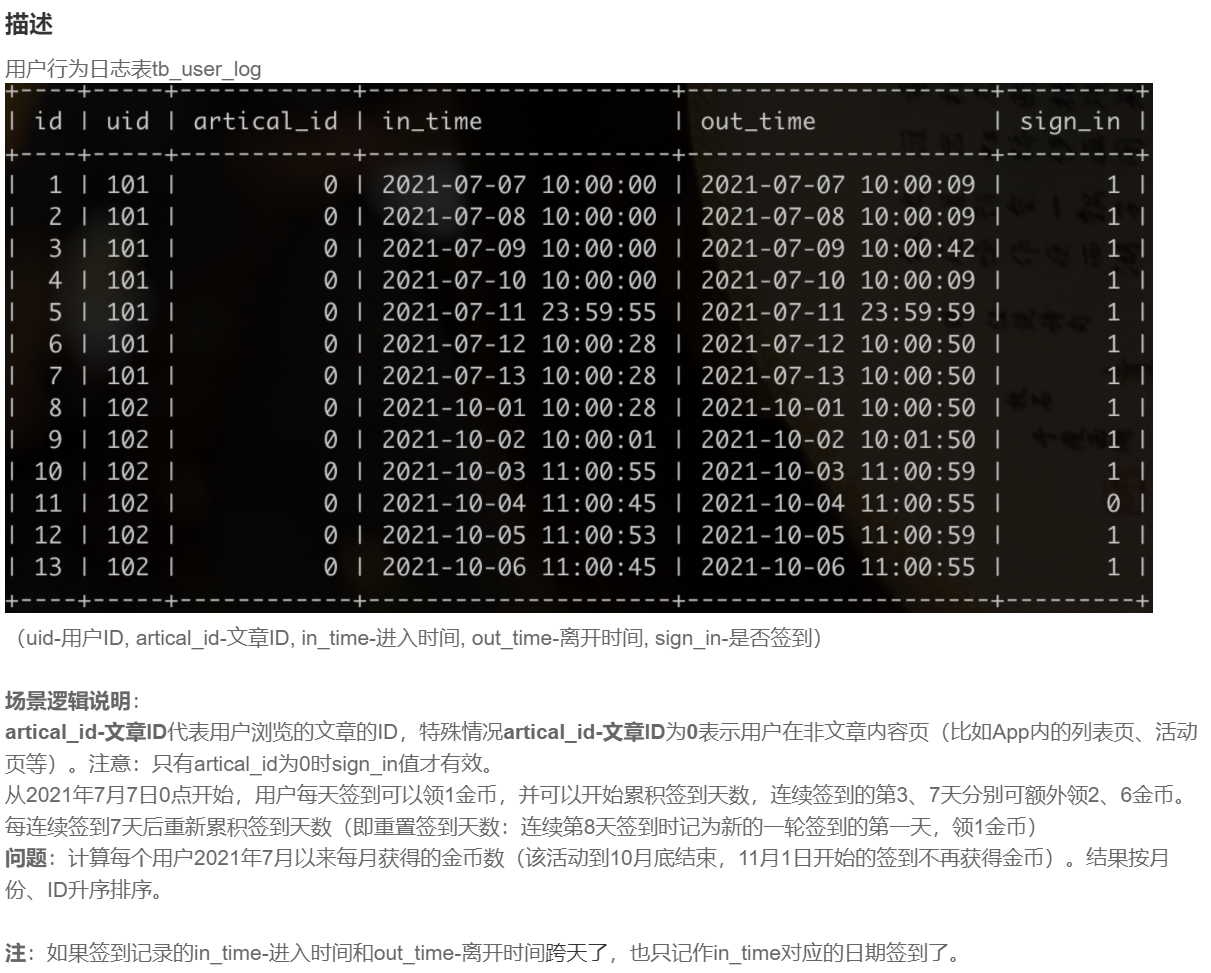 描述
用户行为日志表tb_user_log
+----+-----+------------+---------------------+---------------------+---------+
| id | uid | artical_id | in_time             | out_time            | sign_in |
+----+-----+------------+---------------------+---------------------+---------+
|  1 | 101 |          0 | 2021-07-07 10:00:00 | 2021-07-07 10:00:09 |       1 |
|  2 | 101 |          0 | 2021-07-08 10:00:00 | 2021-07-08 10:00:09 |       1 |
|  3 | 101 |          0 | 2021-07-09 10:00:00 | 2021-07-09 10:00:42 |       1 |
|  4 | 101 |          0 | 2021-07-10 10:00:00 | 2021-07-10 10:00:09 |       1 |
|  5 | 101 |          0 | 2021-07-11 23:59:55 | 2021-07-11 23:59:59 |       1 |
|  6 | 101 |          0 | 2021-07-12 10:00:28 | 2021-07-12 10:00:50 |       1 |
|  7 | 101 |          0 | 2021-07-13 10:00:28 | 2021-07-13 10:00:50 |       1 |
|  8 | 102 |          0 | 2021-10-01 10:00:28 | 2021-10-01 10:00:50 |       1 |
|  9 | 102 |          0 | 2021-10-02 10:00:01 | 2021-10-02 10:01:50 |       1 |
| 10 | 102 |          0 | 2021-10-03 11:00:55 | 2021-10-03 11:00:59 |       1 |
| 11 | 102 |          0 | 2021-10-04 11:00:45 | 2021-10-04 11:00:55 |       0 |
| 12 | 102 |          0 | 2021-10-05 11:00:53 | 2021-10-05 11:00:59 |       1 |
| 13 | 102 |          0 | 2021-10-06 11:00:45 | 2021-10-06 11:00:55 |       1 |
+----+-----+------------+---------------------+---------------------+---------+
（uid-用户ID, artical_id-文章ID, in_time-进入时间, out_time-离开时间, sign_in-是否签到）
场景逻辑说明：
artical_id-文章ID代表用户浏览的文章的ID，特殊情况artical_id-文章ID为0表示用户在非文章内容页（比如App内的列表页、活动
页等）。注意：只有artical_id为0时sign_in值才有效。
从2021年7月7日0点开始，用户每天签到可以领1金币，并可以开始累积签到天数，连续签到的第3、7天分别可额外领2、6金币。
每连续签到7天后重新累积签到天数（即重置签到天数：连续第8天签到时记为新的一轮签到的第一天，领1金币）
问题：计算每个用户2021年7月以来每月获得的金币数（该活动到10月底结束，11月1日开始的签到不再获得金币）。结果按月
份、ID升序排序。
注：如果签到记录的in_time-进入时间和out_time-离开时间跨天了，也只记作in_time对应的日期签到了。